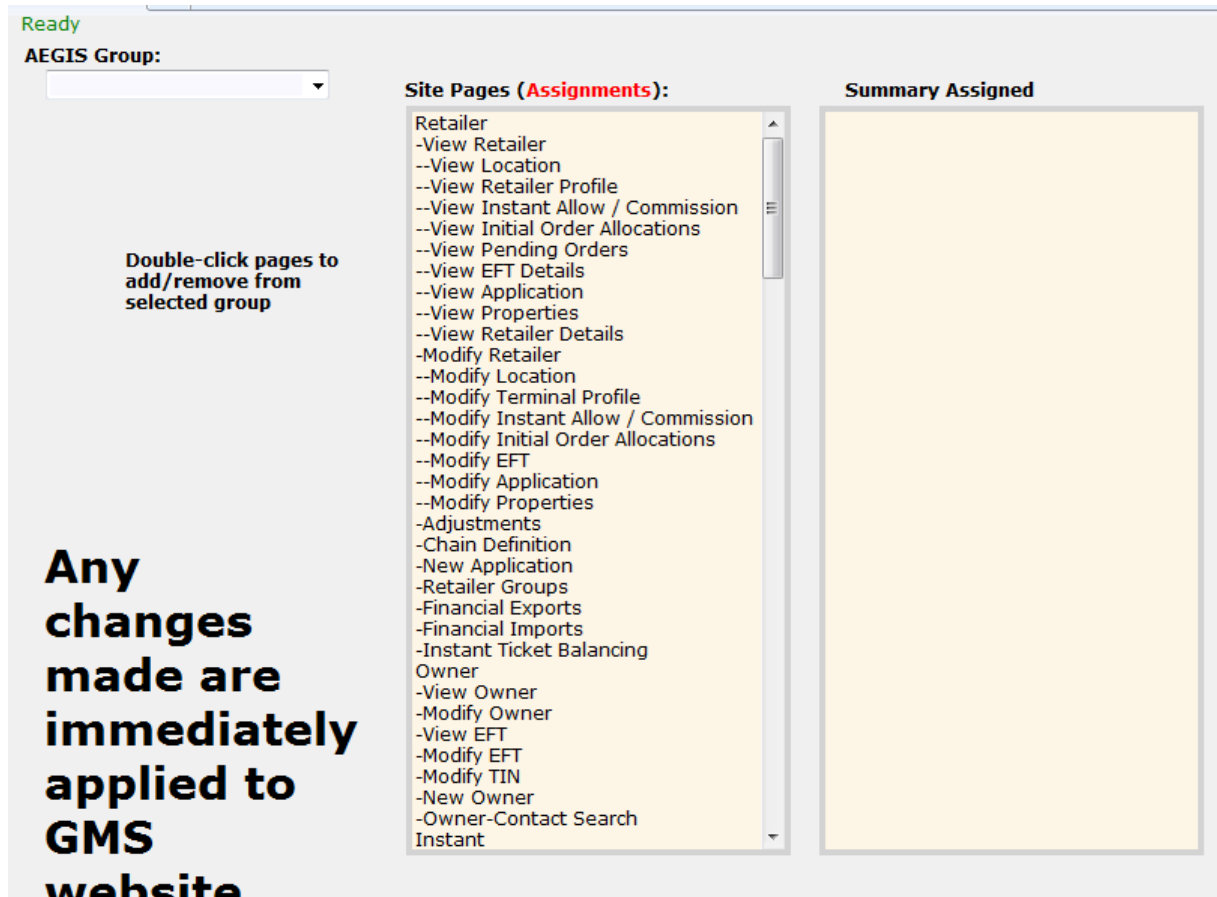 Ready
AEGIS Group:
Site Pages (Assignments):
Summary Assigned
Double-click pages to
add/remove from
selected group
Any
changes
made are
immediately
applied to
GMS
website
Retailer
-View Retailer
--View Location
--View Retailer Profile
--View Instant Allow / Commission
--View Initial Order Allocations
--View Pending Orders
--View EFT Details
--View Application
--View Properties
--View Retailer Details
-Modify Retailer
--Modify Location
--Modify Terminal Profile
--Modify Instant Allow / Commission
--Modify Initial Order Allocations
--Modify EFT
--Modify Application
--Modify Properties
-Adjustments
-Chain Definition
-New Application
-Retailer Groups
-Financial Exports
-Financial Imports
-Instant Ticket Balancing
Owner
-View Owner
-Modify Owner
-View EFT
-Modify EFT
-Modify TIN
-New Owner
-Owner-Contact Search
Instant